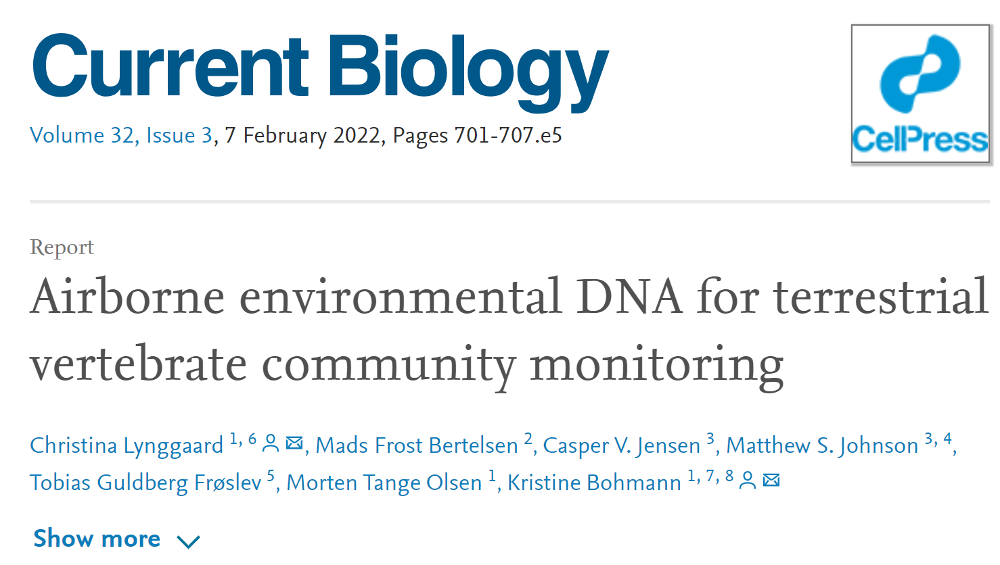 Current Biology
CellPress
Volume 32, Issue 3, 7 February 2022, Pages 701-707.e5
Report
Airborne environmental DNA for terrestrial
vertebrate community monitoring
Christina Lynggaard 1, 6, Mads Frost Bertelsen 2, Casper V. Jensen 3, Matthew S. Johnson 3, 4,
Tobias Guldberg Frøslev 5, Morten Tange Olsen 1, Kristine Bohmann 1, 7, 8
Show more